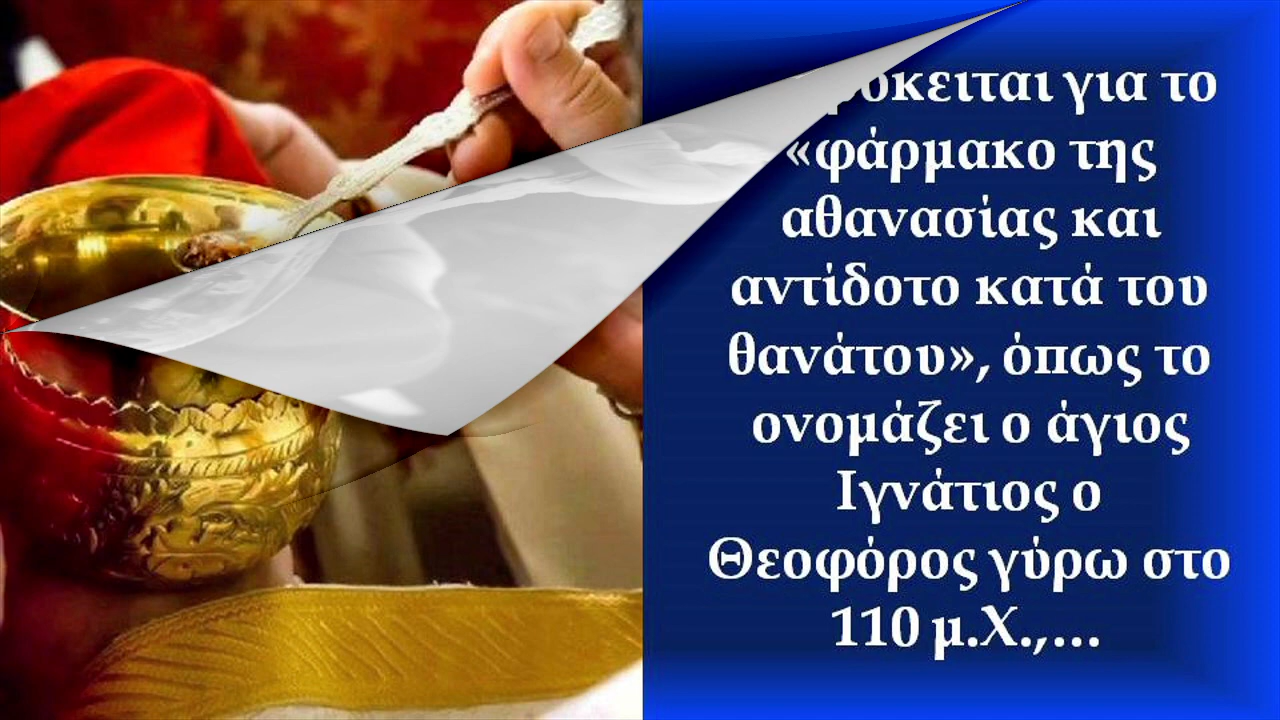 για το
«φάρμακο της
αθανασίας και
αντίδοτο κατά του
θανάτου», όπως το
ονομάζει ο άγιος
Ιγνάτιος ο
Θεοφόρος γύρω στο
110 μ.Χ.,…